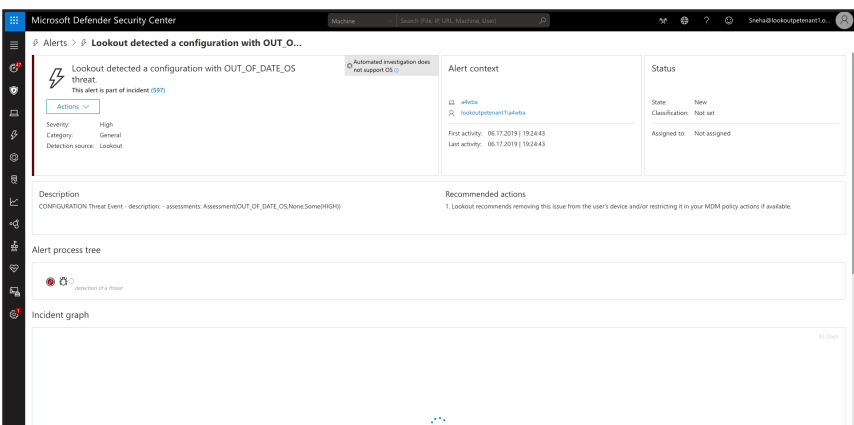 Microsoft Defender Security Center
Machine
Search (File, IP, URL, Machine, User)
?
Sneha@lookoutpetenant1.o...
Alerts > Lookout detected a configuration with OUT_O...
47
Lookout detected a configuration with OUT_OF_DATE_OS
threat.
This alert is part of incident (597)
Automated investigation does
not support OS
Actions
Severity: High
Category: General
Detection source: Lookout
Alert context
a4wba
lookoutpetenant1\a4wba
First activity: 06.17.2019 | 19:24:43
Last activity: 06.17.2019 | 19:24:43
Status
State: New
Classification: Not set
Assigned to: Not assigned
Description
CONFIGURATION Threat Event - description: - assessments: Assessment(OUT_OF_DATE_OS,None,Some(HIGH))
Recommended actions
1. Lookout recommends removing this issue from the user's device and/or restricting it in your MDM policy actions if available.
Alert process tree
detection of a threat
1
Incident graph